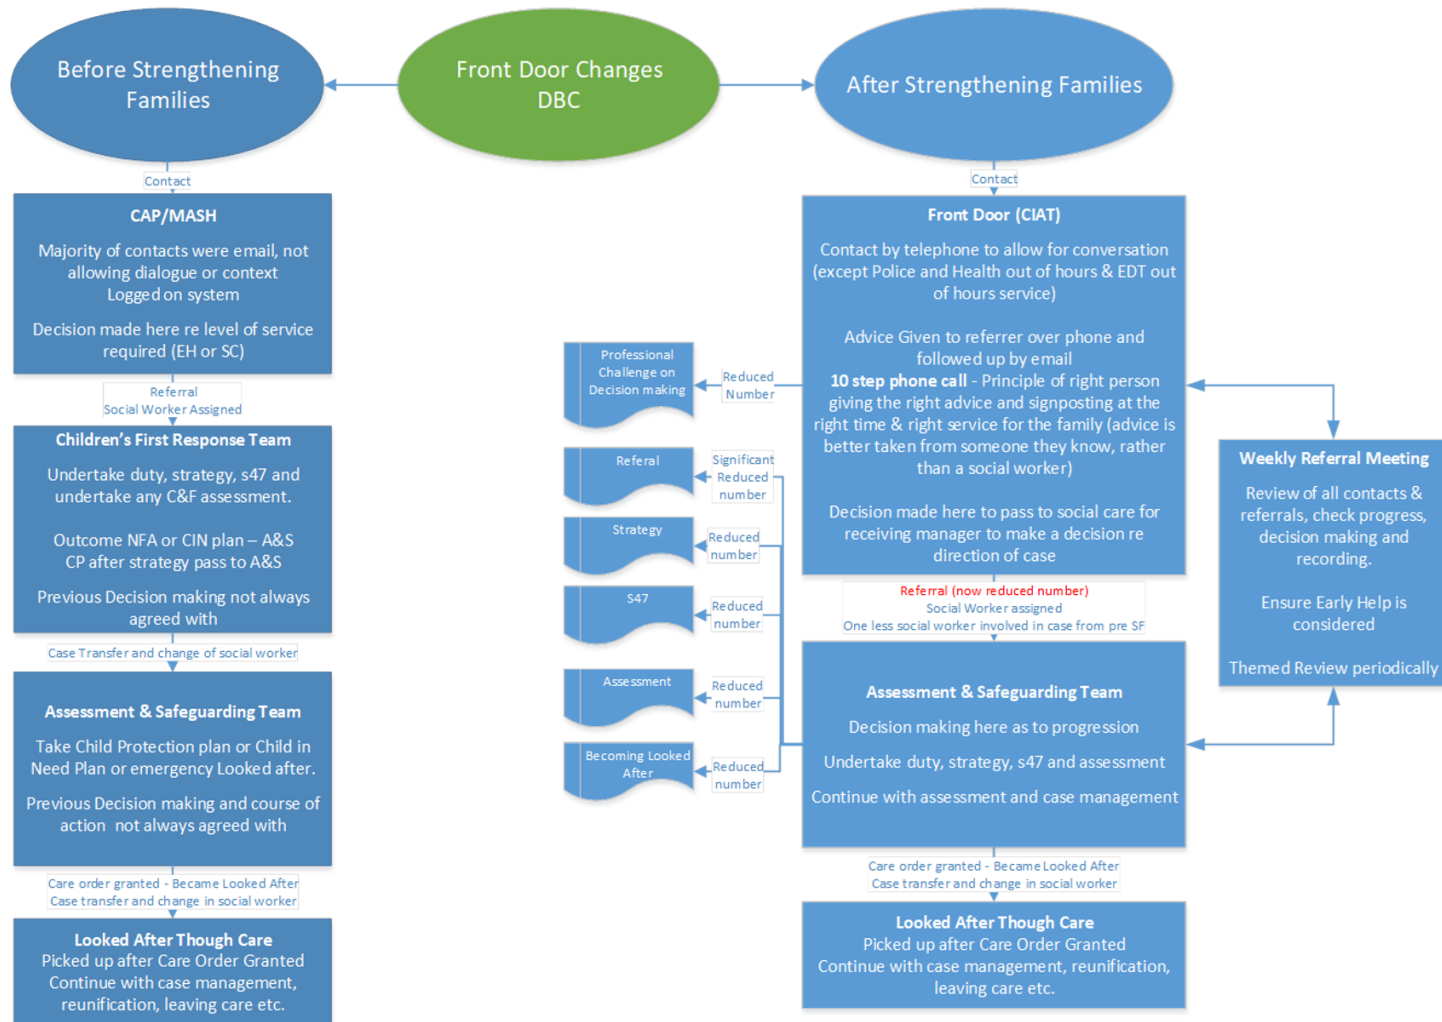 Before Strengthening
Families
Front Door Changes
DBC
After Strengthening Families
Contact
CAP/MASH
Majority of contacts were email, not
allowing dialogue or context
Logged on system
Decision made here re level of service
required (EH or SC)
Referral
Social Worker Assigned
Children's First Response Team
Undertake duty, strategy, s47 and
undertake any C&F assessment.
Outcome NFA or CIN plan – A&S
CP after strategy pass to A&S
Previous Decision making not always
agreed with
Case Transfer and change of social worker
Assessment & Safeguarding Team
Take Child Protection plan or Child in
Need Plan or emergency Looked after.
Previous Decision making and course of
action  not always agreed with
Care order granted - Became Looked After
Case transfer and change in social worker
Looked After Though Care
Picked up after Care Order Granted
Continue with case management,
reunification, leaving care etc.
Contact
Front Door (CIAT)
Contact by telephone to allow for conversation
(except Police and Health out of hours & EDT out
of hours service)
Advice Given to referrer over phone and
followed up by email
10 step phone call - Principle of right person
giving the right advice and signposting at the
right time & right service for the family (advice is
better taken from someone they know, rather
than a social worker)
Decision made here to pass to social care for
receiving manager to make a decision re
direction of case
Reduced
Number
Professional
Challenge on
Decision making
Significant
Reduced
number
Referal
Reduced
number
Strategy
Reduced
number
S47
Reduced
number
Assessment
Reduced
number
Becoming Looked
After
Referral (now reduced number)
Social Worker assigned
One less social worker involved in case from pre SF
Assessment & Safeguarding Team
Decision making here as to progression
Undertake duty, strategy, s47 and assessment
Continue with assessment and case management
Care order granted - Became Looked After
Case transfer and change in social worker
Looked After Though Care
Picked up after Care Order Granted
Continue with case management, reunification,
leaving care etc.
Weekly Referral Meeting
Review of all contacts &
referrals, check progress,
decision making and
recording.
Ensure Early Help is
considered
Themed Review periodically